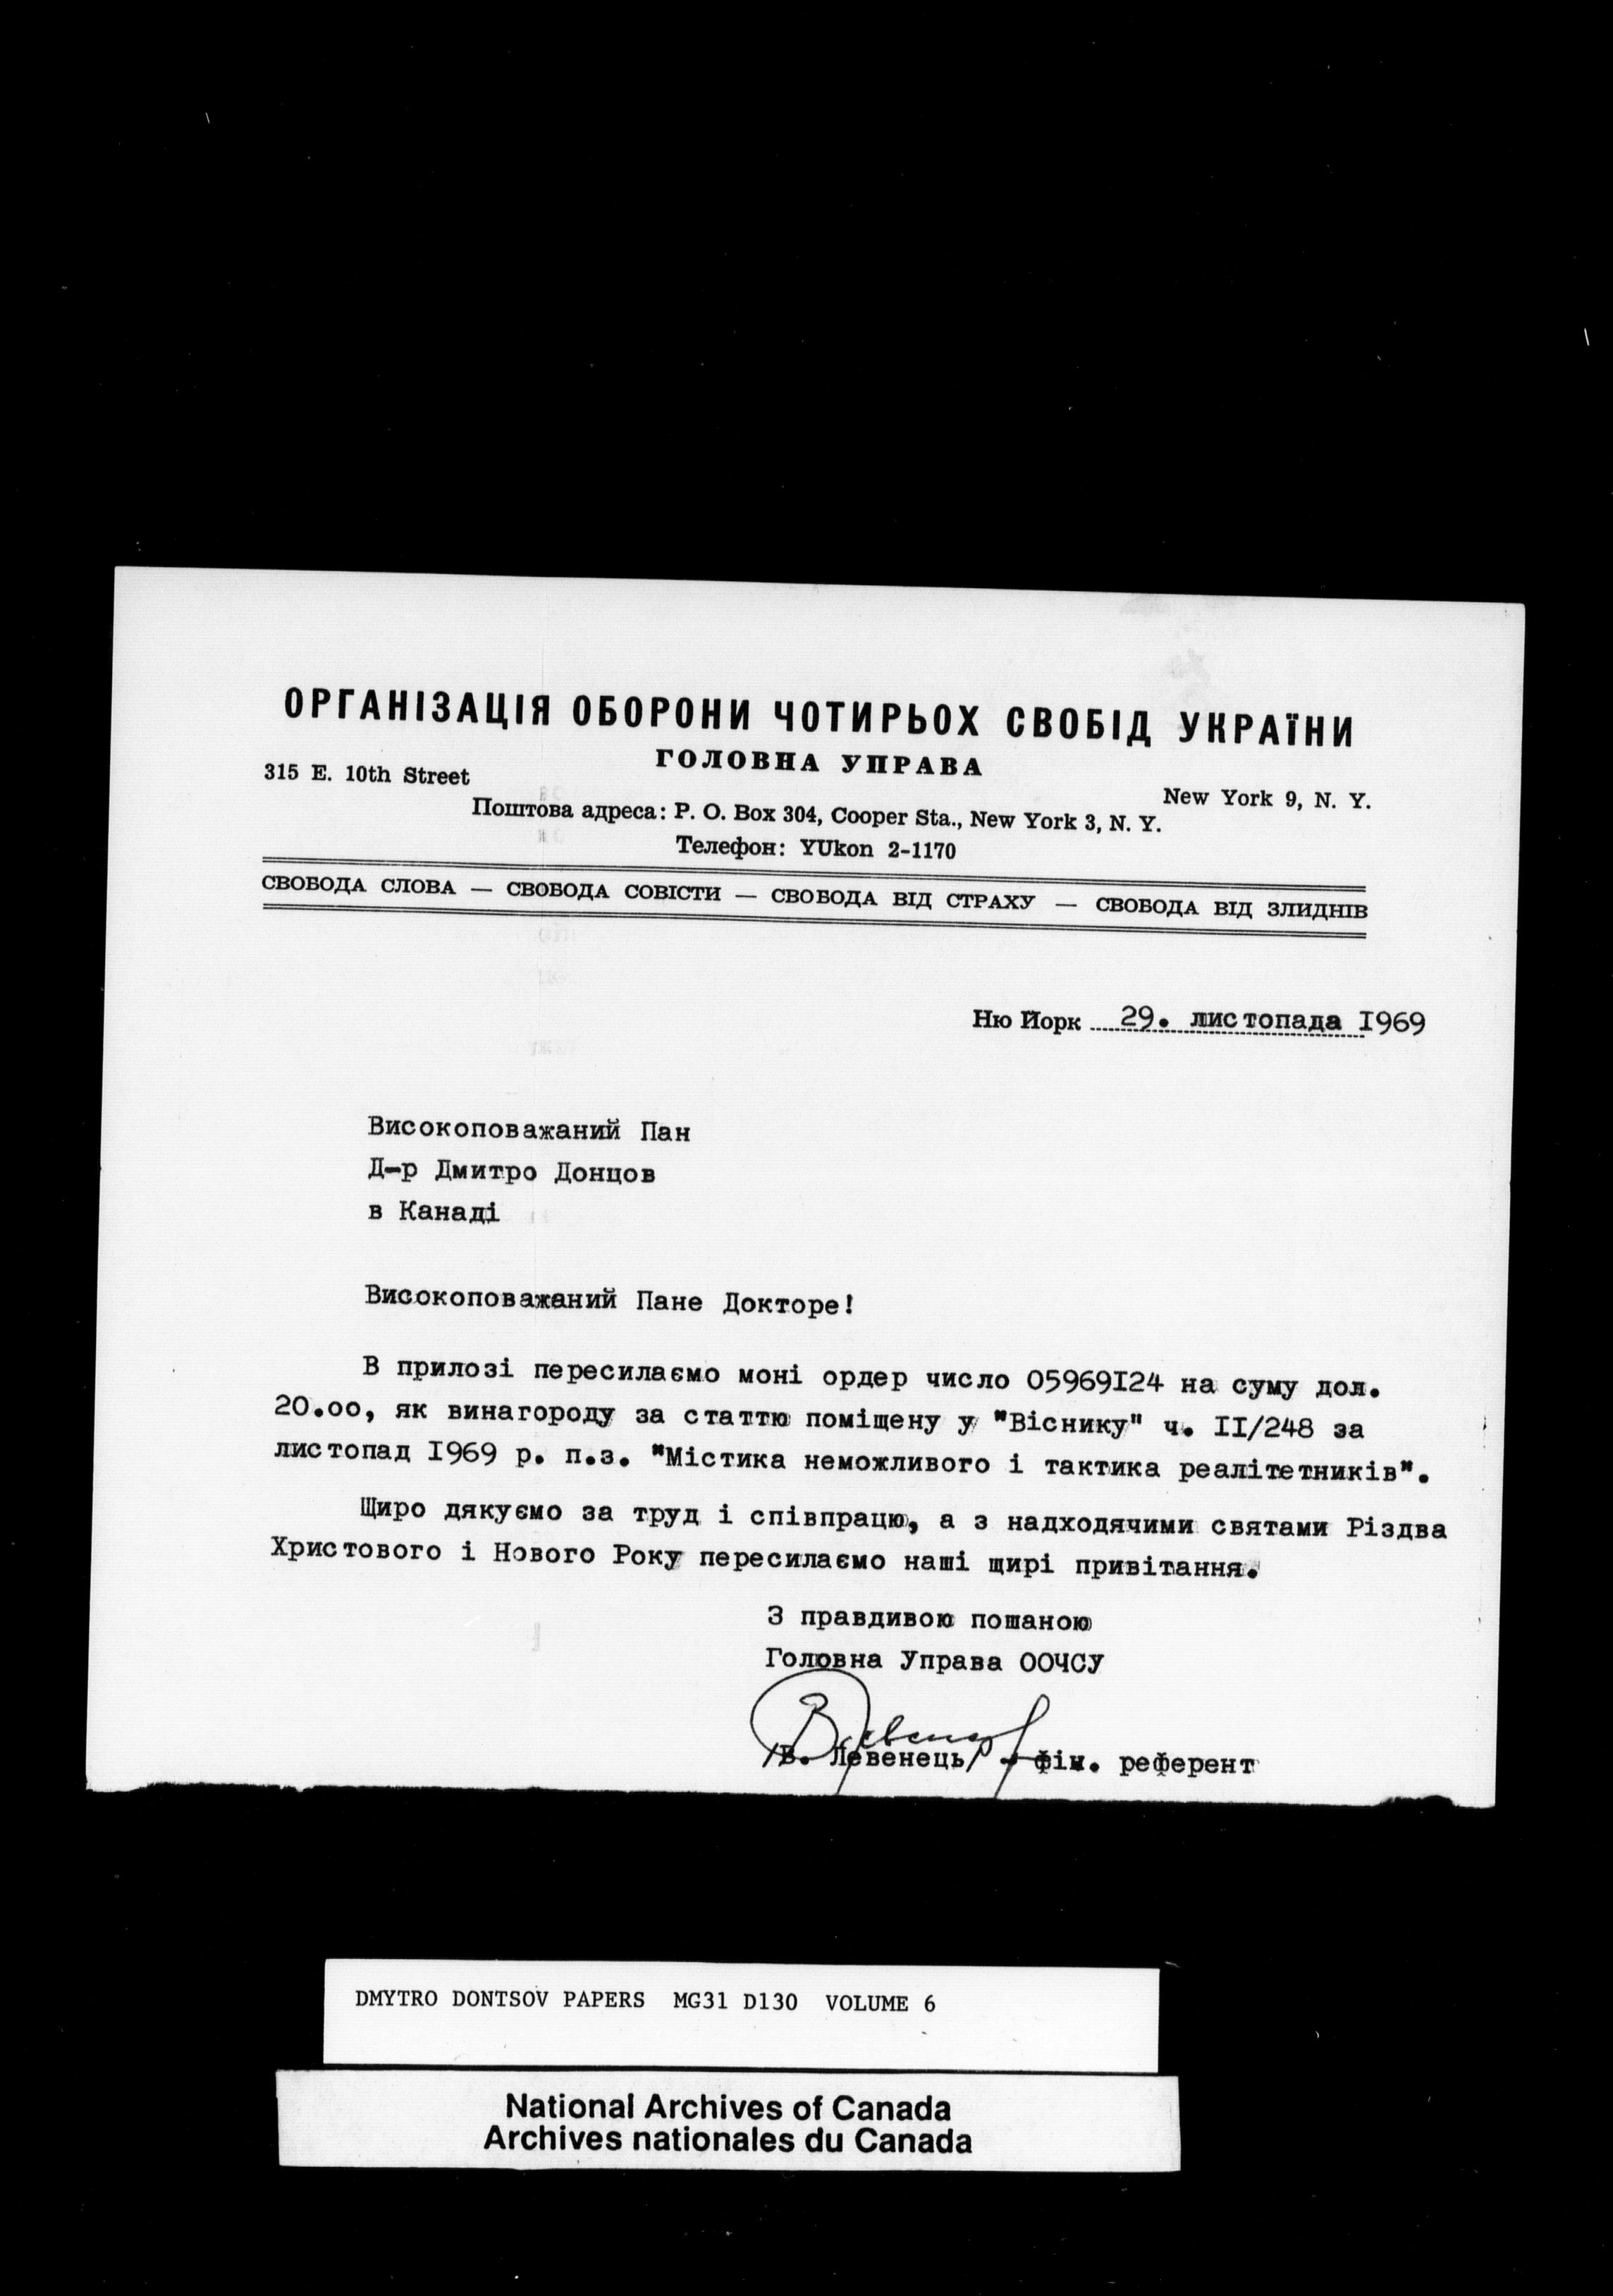 ОРГАНІЗАЦІЯ ОБОРОНИ ЧОТИРЬОХ СВОБІД УКРАЇНИ
ГОЛОВНА УПРАВА
315 E. 10th Street
New York 9, N. Y.
Поштова адреса: P. O. Box 304, Cooper Sta., New York 3, N. Y.
Телефон: YUkon 2-1170
СВОБОДА СЛОВА — СВОБОДА СОВІСТИ — СВОБОДА ВІД СТРАХУ — СВОБОДА ВІД ЗЛИДНІВ
Ню Йорк 29. листопада I969
Високоповажаний Пан
Д-р Дмитро Донцов
в Канаді
Високоповажаний Пане Докторе!
В прилозі пересилаємо моні ордер число 05969I24 на суму дол.
20.оо, як винагороду за статтю поміщену у "Віснику" ч. II/248 за
листопад I969 р. п.з. "Містика неможливого і тактика реалітетників".
Щиро дякуємо за труд і співпрацю, а з надходячими святами Різдва
Христового і Нового Року пересилаємо наші щирі привітання.
З правдивою пошаною
Головна Управа ООЧСУ
/В. Левенець/ - фін. референт
DMYTRO DONTSOV PAPERS MG31 D130 VOLUME 6
National Archives of Canada
Archives nationales du Canada